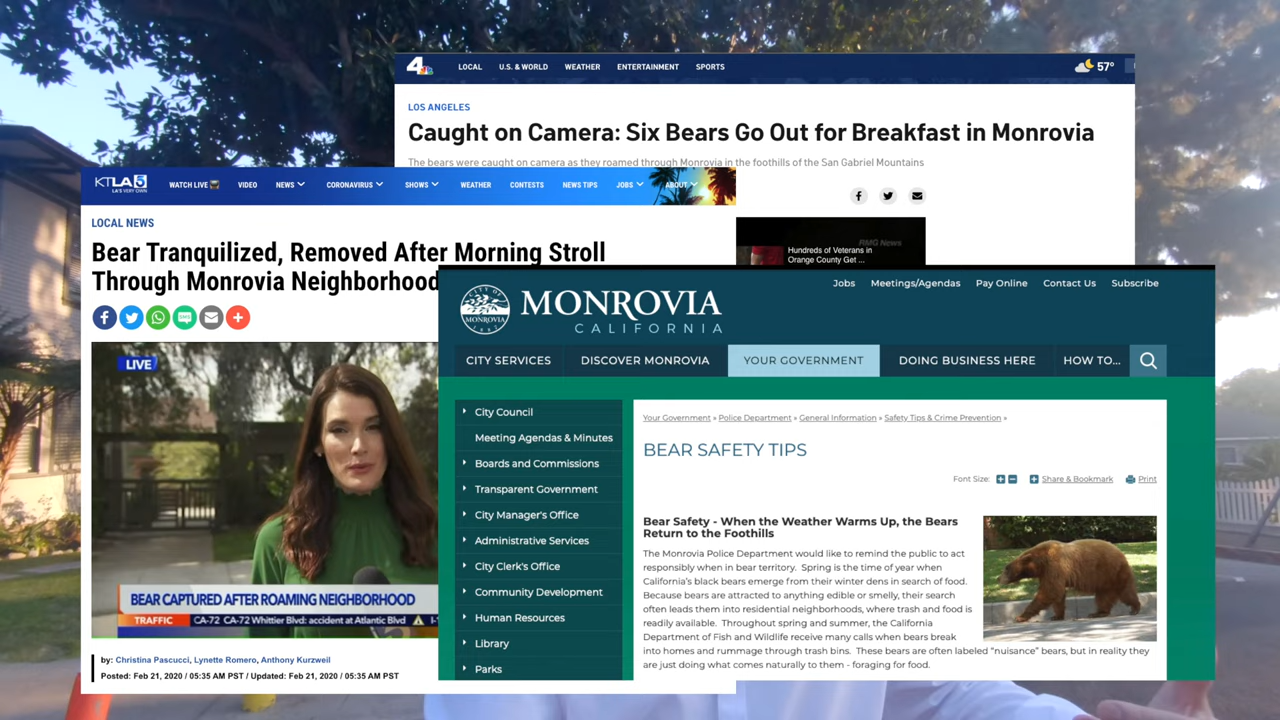 4
LOCAL
U.S. & WORLD
WEATHER
ENTERTAINMENT
SPORTS
57°
LOS ANGELES
Caught on Camera: Six Bears Go Out for Breakfast in Monrovia
The bears were caught on camera as they roamed through Monrovia in the foothills of the San Gabriel Mountains
RMG News
Hundreds of Veterans in
Orange County Get ...
KTLA 5
LA'S VERY OWN
WATCH LIVE
VIDEO
NEWS
CORONAVIRUS
SHOWS
WEATHER
CONTESTS
NEWS TIPS
JOBS
ABOUT
LOCAL NEWS
Bear Tranquilized, Removed After Morning Stroll
Through Monrovia Neighborhood
SMS
LIVE
BEAR CAPTURED AFTER ROAMING NEIGHBORHOOD
TRAFFIC
CA-72 CA-72 Whittier Blvd: accident at Atlantic Blvd
by: Christina Pascucci, Lynette Romero, Anthony Kurzweil
Posted: Feb 21, 2020 / 05:35 AM PST / Updated: Feb 21, 2020 / 05:35 AM PST
Jobs
Meetings/Agendas
Pay Online
Contact Us
Subscribe
MONROVIA
MONROVIA
CALIFORNIA
CITY SERVICES
DISCOVER MONROVIA
YOUR GOVERNMENT
DOING BUSINESS HERE
HOW TO...
City Council
Meeting Agendas & Minutes
Boards and Commissions
Transparent Government
City Manager's Office
Administrative Services
City Clerk's Office
Community Development
Human Resources
Library
Parks
Your Government » Police Department » General Information » Safety Tips & Crime Prevention »
BEAR SAFETY TIPS
Font Size:
Share & Bookmark
Print
Bear Safety - When the Weather Warms Up, the Bears
Return to the Foothills
The Monrovia Police Department would like to remind the public to act
responsibly when in bear territory. Spring is the time of year when
California's black bears emerge from their winter dens in search of food.
Because bears are attracted to anything edible or smelly, their search
often leads them into residential neighborhoods, where trash and food is
readily available. Throughout spring and summer, the California
Department of Fish and Wildlife receive many calls when bears break
into homes and rummage through trash bins. These bears are often labeled "nuisance" bears, but in reality they
are just doing what comes naturally to them - foraging for food.